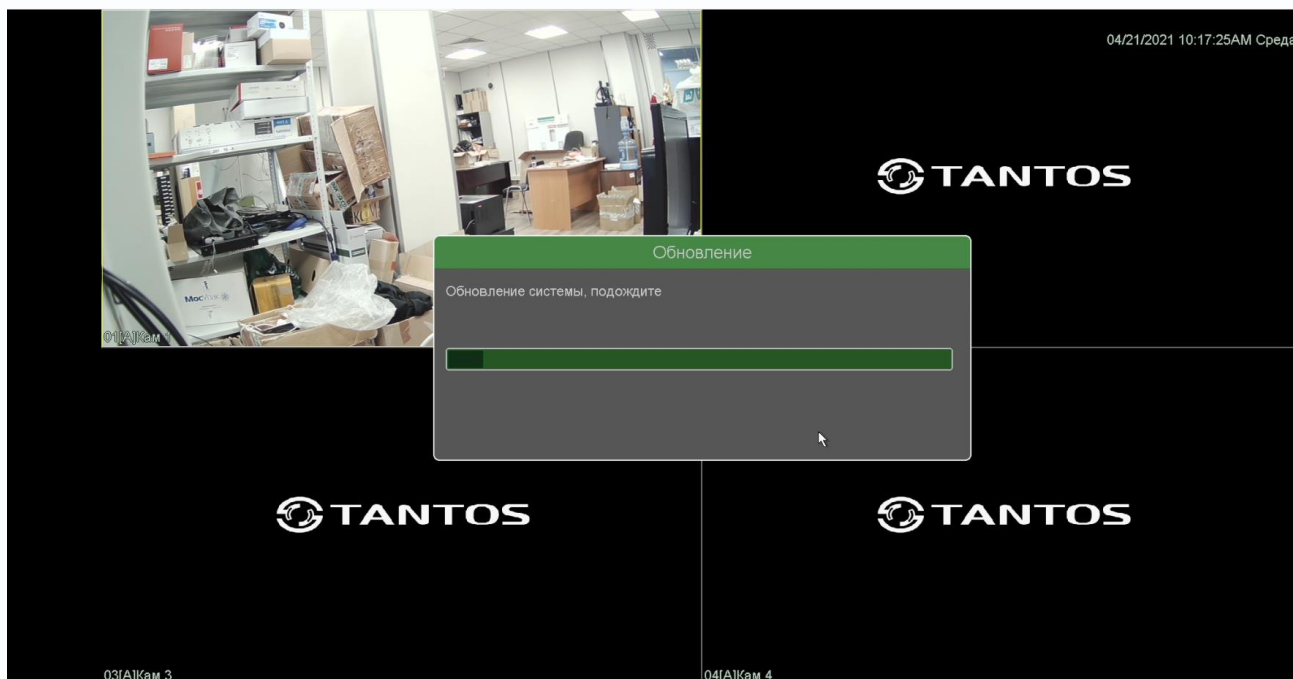 04/21/2021 10:17:25AM Среда
TANTOS
Обновление
Обновление системы, подождите
01[A]Кам 1
TANTOS
TANTOS
03[A]Кам 3
04[A]Кам 4